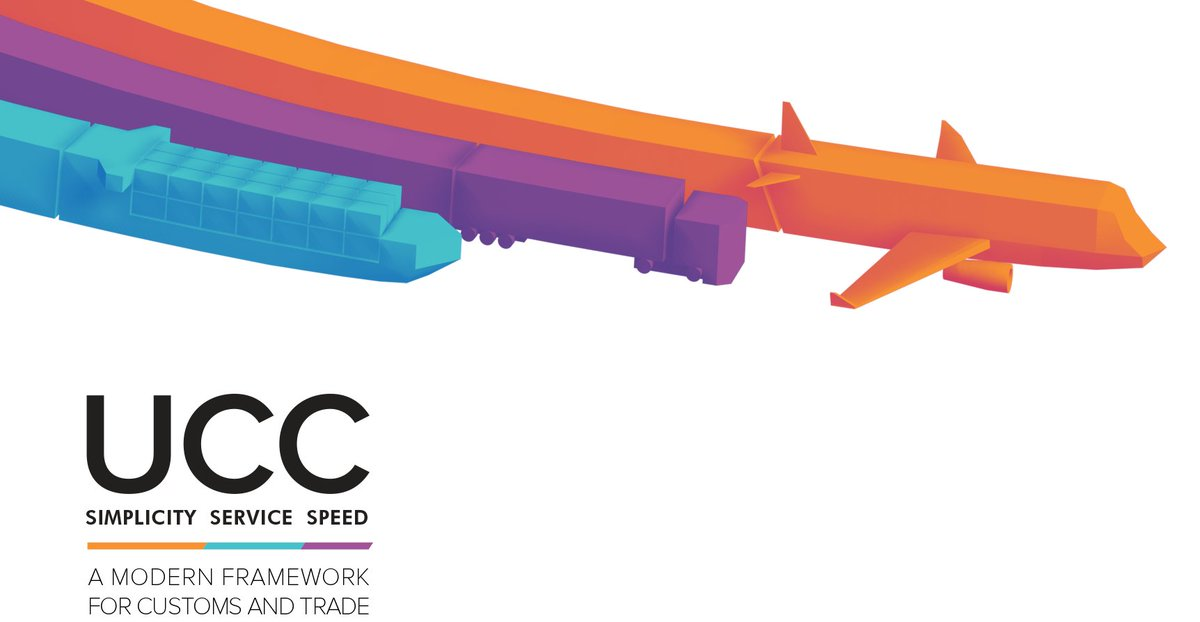 UCC
SIMPLICITY SERVICE SPEED
A MODERN FRAMEWORK
FOR CUSTOMS AND TRADE